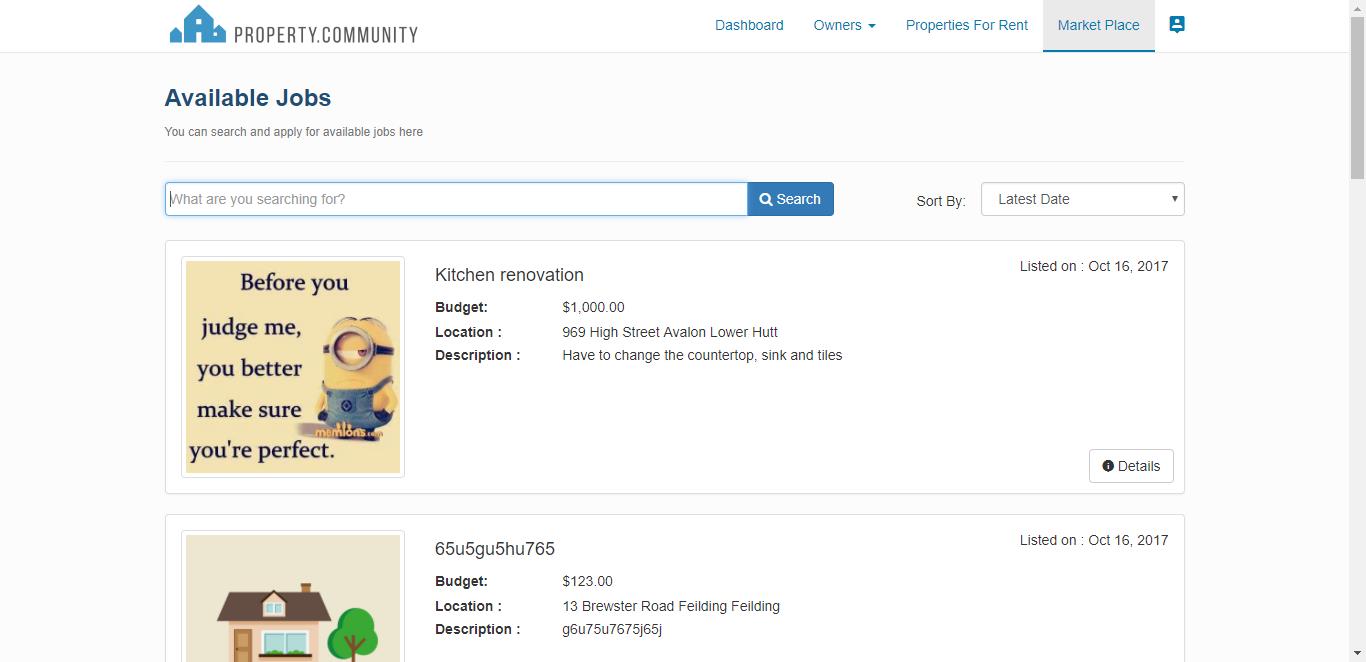 PROPERTY.COMMUNITY
Dashboard
Owners
Properties For Rent
Market Place
Available Jobs
You can search and apply for available jobs here
What are you searching for?
Search
Sort By:
Latest Date
Before you
judge me,
you better
make sure
you're perfect.
memlons.com
Kitchen renovation
Listed on : Oct 16, 2017
Budget: $1,000.00
Location : 969 High Street Avalon Lower Hutt
Description : Have to change the countertop, sink and tiles
Details
65u5gu5hu765
Listed on : Oct 16, 2017
Budget: $123.00
Location : 13 Brewster Road Feilding Feilding
Description : g6u75u7675j65j